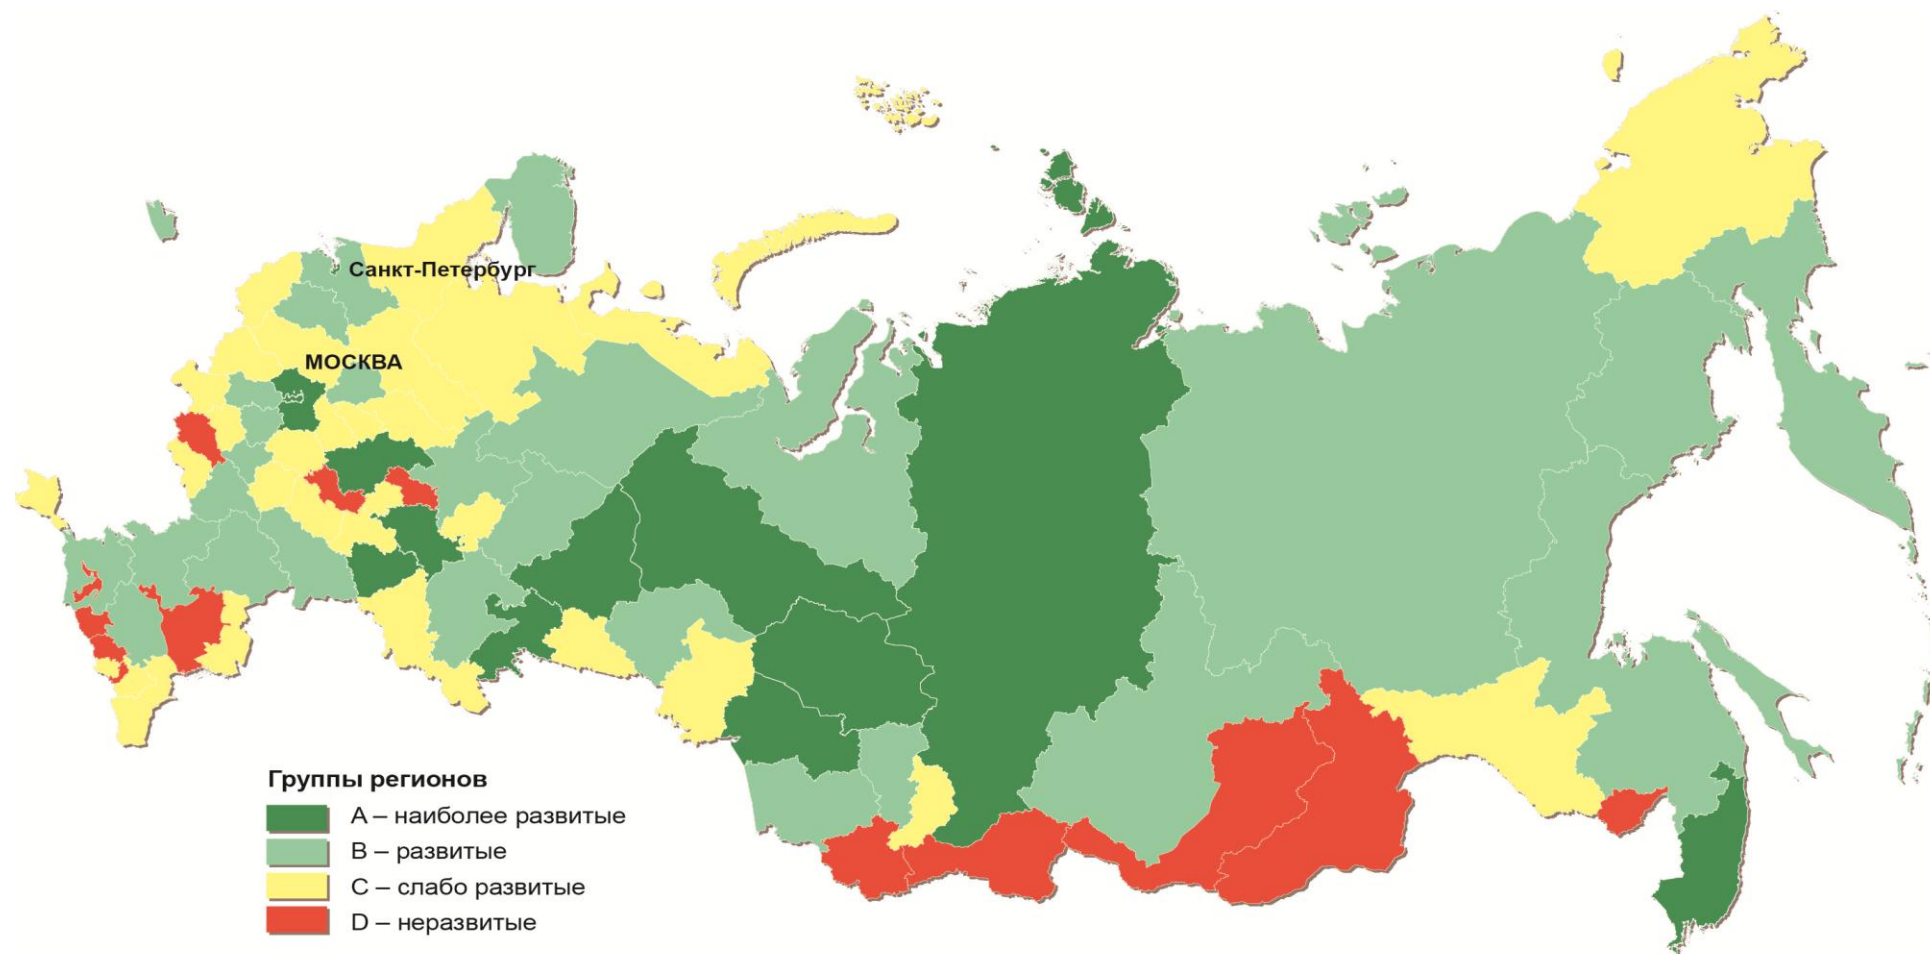 Санкт-Петербург
МОСКВА
Группы регионов
A – наиболее развитые
B – развитые
C – слабо развитые
D – неразвитые